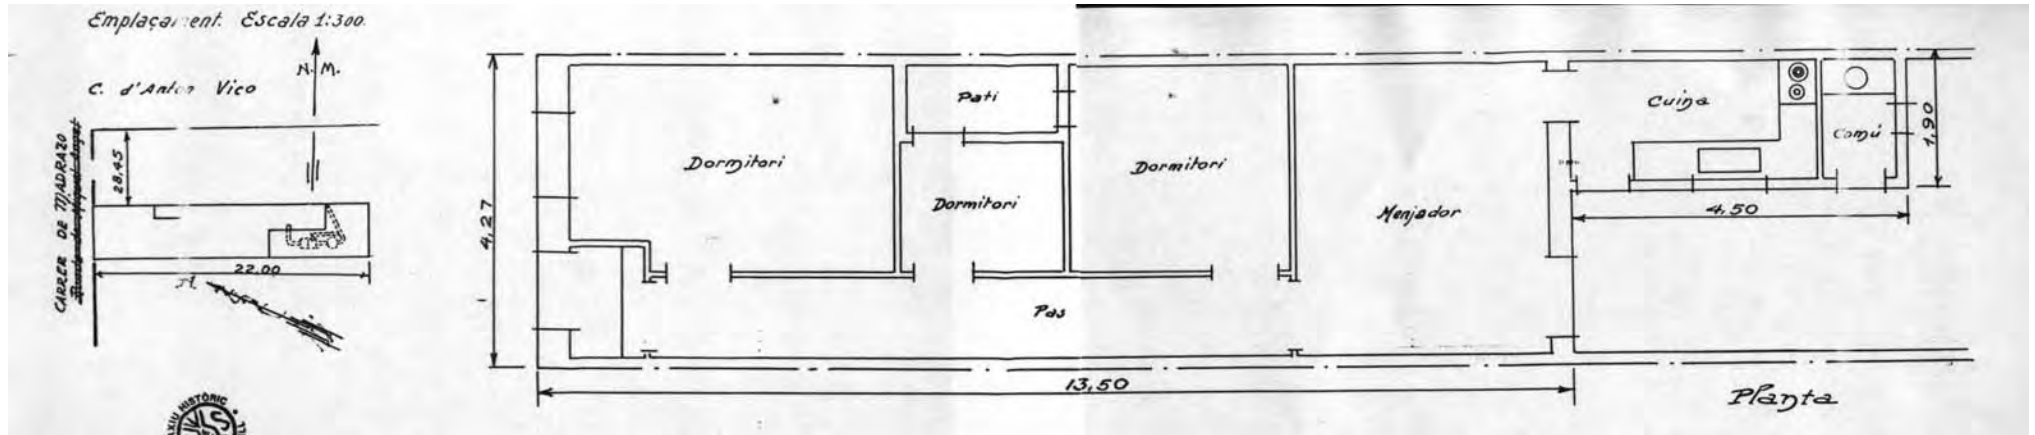 Emplaçament. Escala 1:300.
N. M.
C. d'Anton Vico
CARRER DE MADRAZO
28,45
22.00
HISTÒRIC
4,27
Dormitori
Pati
Dormitori
Dormitori
Pas
Menjador
Cuina
Comú
1,90
4,50
13,50
Planta